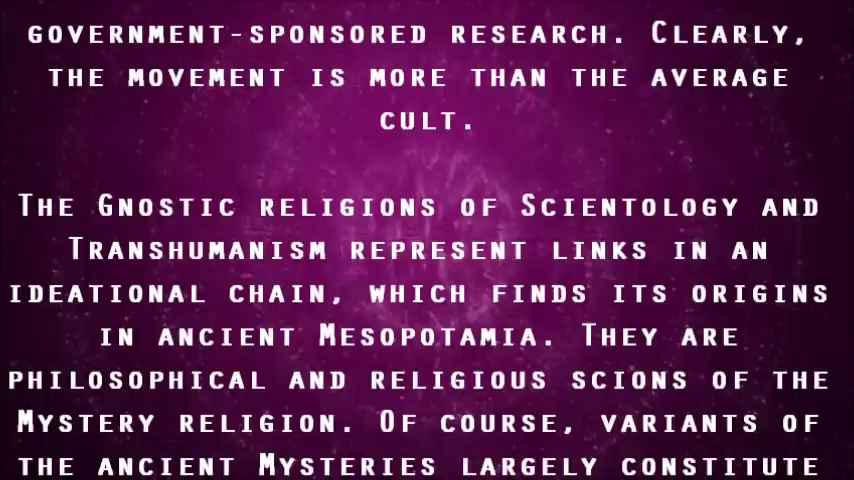 GOVERNMENT-SPONSORED RESEARCH. CLEARLY,
THE MOVEMENT IS MORE THAN THE AVERAGE
CULT.
THE GNOSTIC RELIGIONS OF SCIENTOLOGY AND
TRANSHUMANISM REPRESENT LINKS IN AN
IDEATIONAL CHAIN, WHICH FINDS ITS ORIGINS
IN ANCIENT MESOPOTAMIA. THEY ARE
PHILOSOPHICAL AND RELIGIOUS SCIONS OF THE
MYSTERY RELIGION. OF COURSE, VARIANTS OF
THE ANCIENT MYSTERIES LARGELY CONSTITUTE